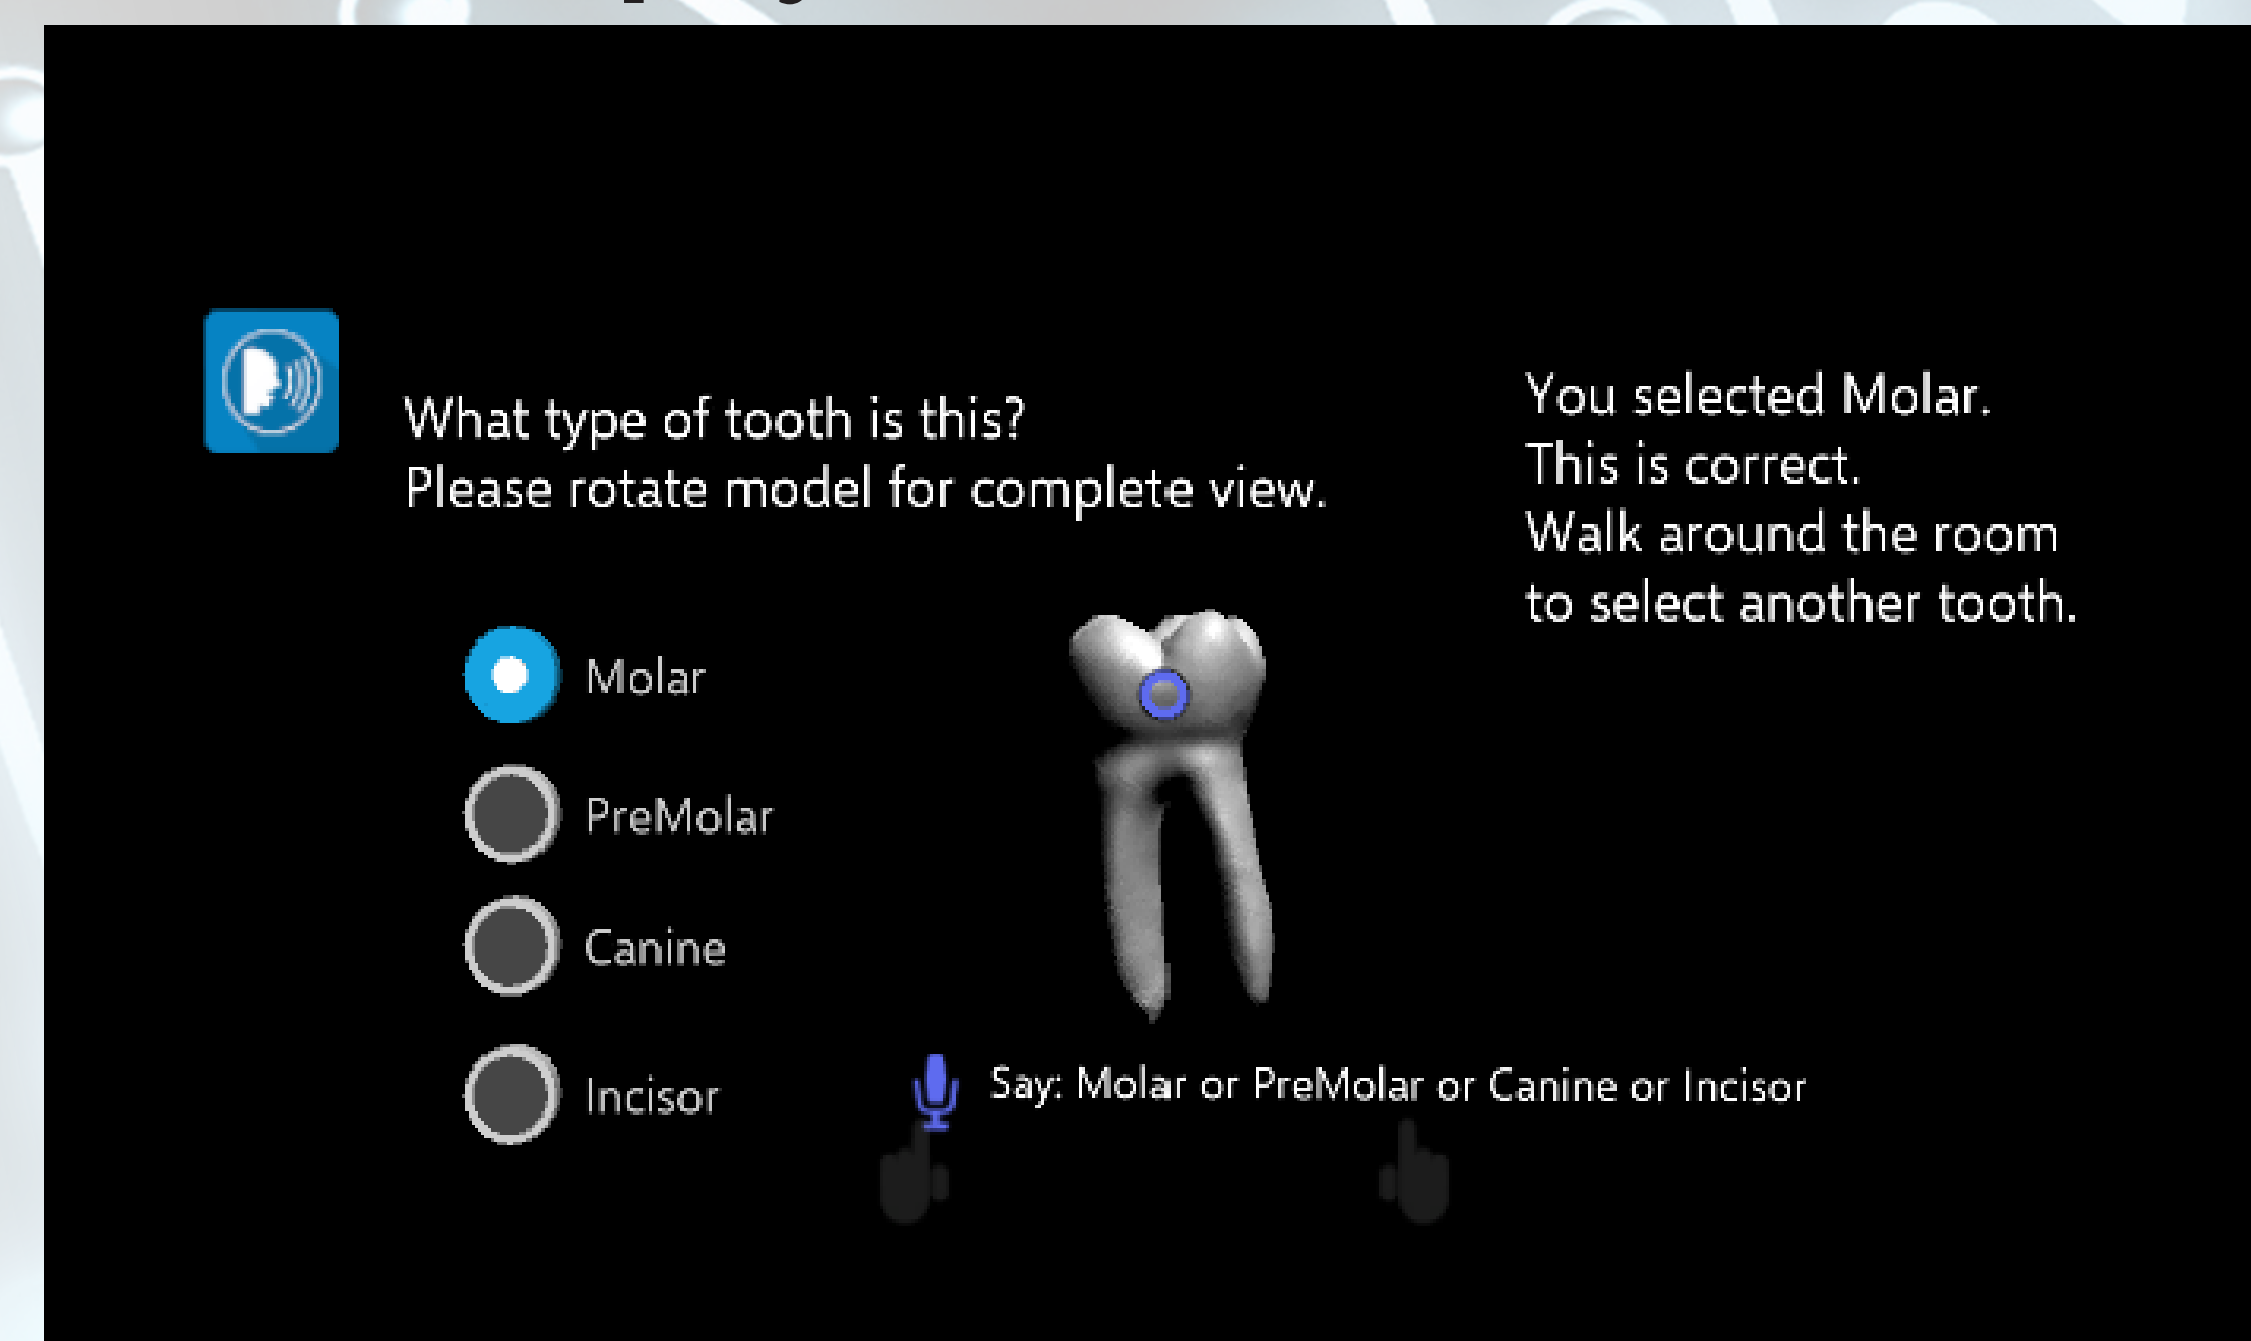 What type of tooth is this?
Please rotate model for complete view.
You selected Molar.
This is correct.
Walk around the room
to select another tooth.
Molar
PreMolar
Canine
Incisor
Say: Molar or PreMolar or Canine or Incisor